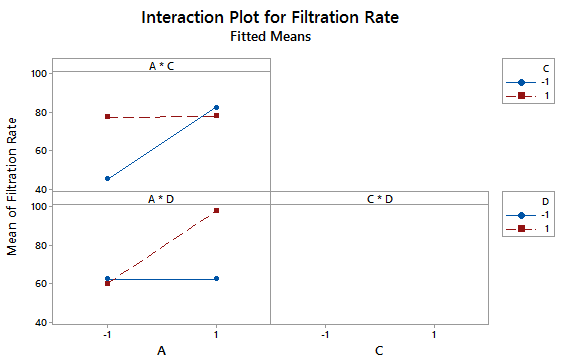 Interaction Plot for Filtration Rate
Fitted Means
A * C
C
-1
1
100
80
60
40
Mean of Filtration Rate
A * D
C * D
D
-1
1
100
80
60
40
-1 1
-1 1
A
C